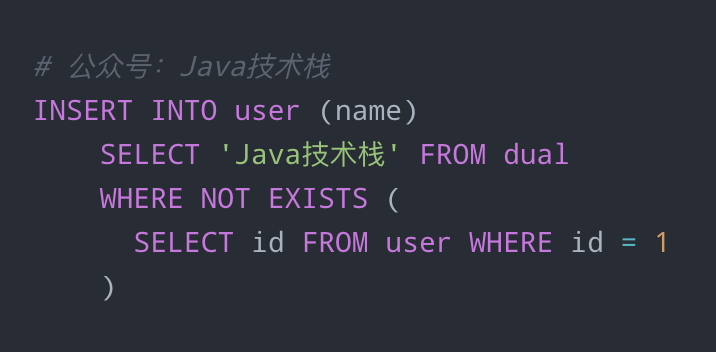 # 公众号：Java技术栈
INSERT INTO user (name)
SELECT 'Java技术栈' FROM dual
WHERE NOT EXISTS (
SELECT id FROM user WHERE id = 1
)